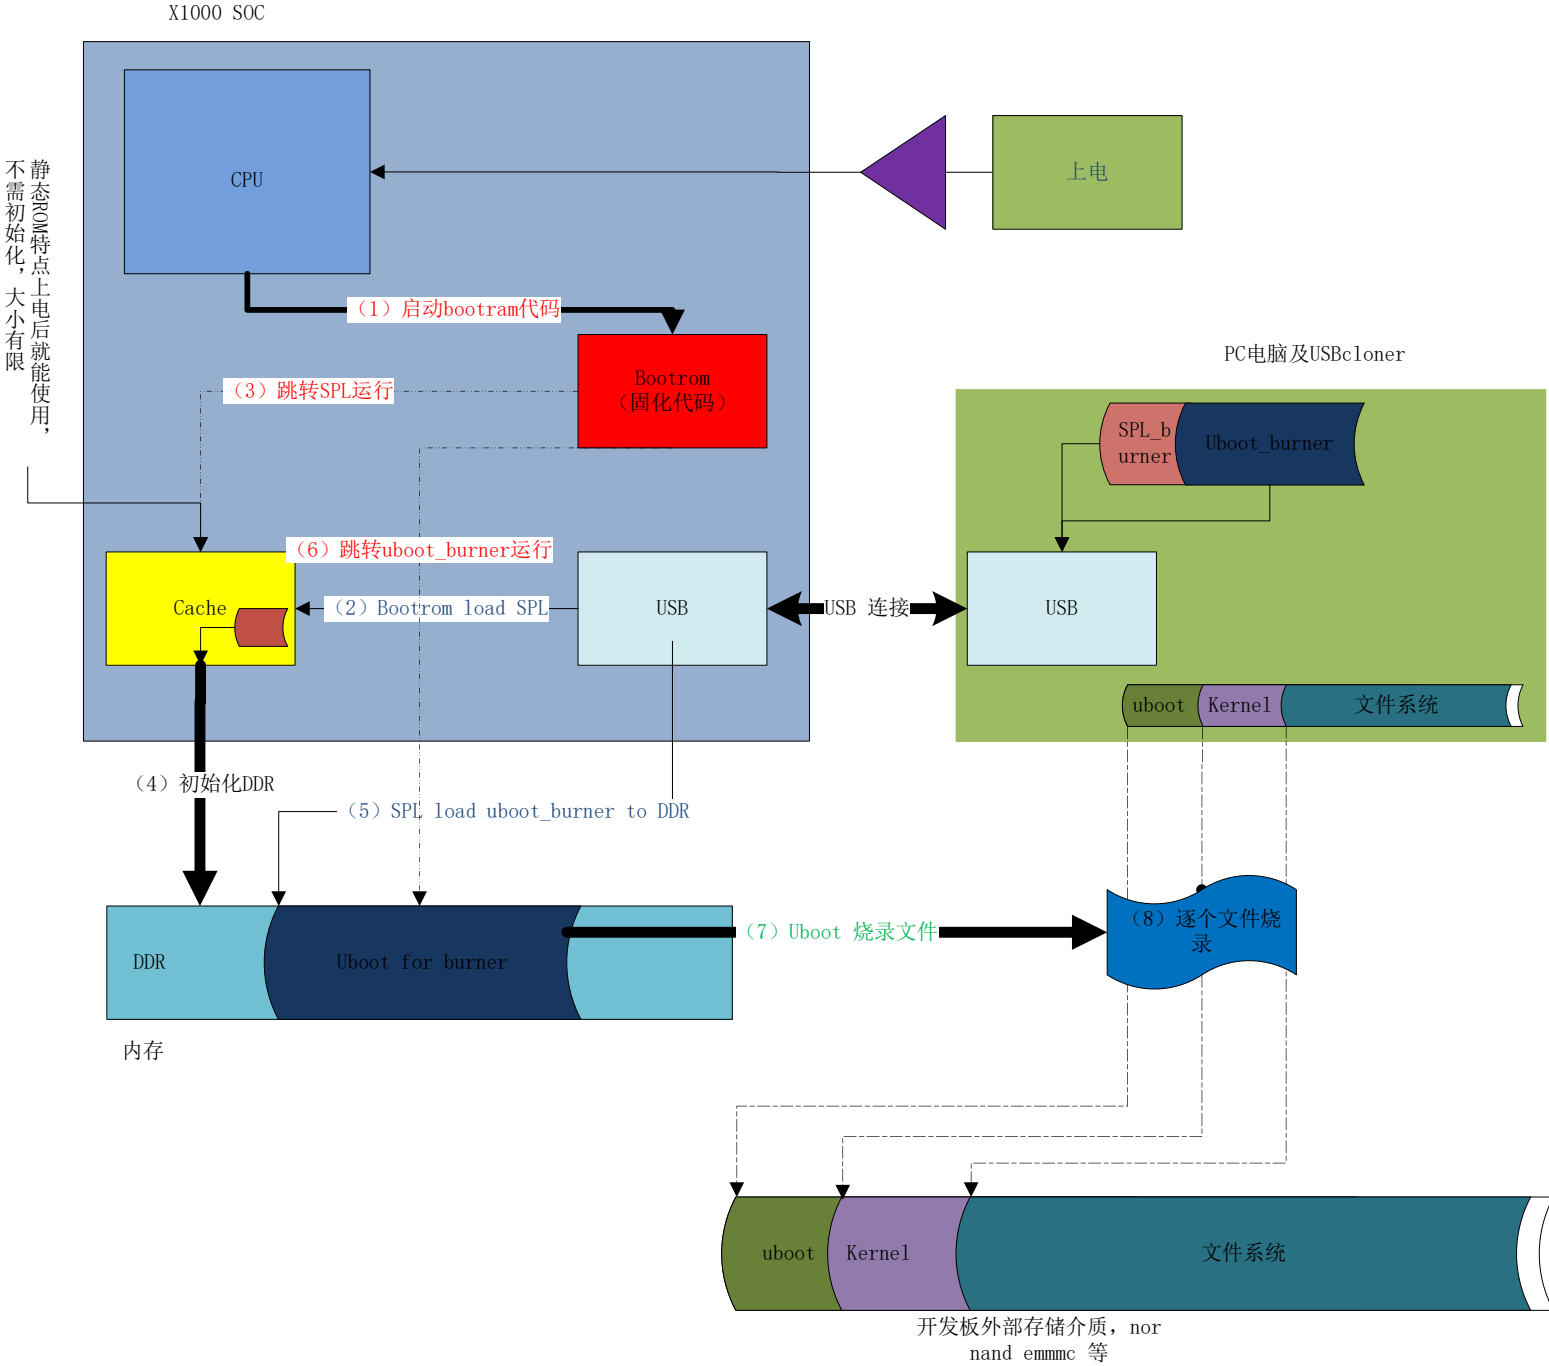 X1000 SOC
CPU
上电
静态ROM特点上电后就能使用，
不需初始化，大小有限
（1）启动bootram代码
Bootrom
（固化代码）
（3）跳转SPL运行
PC电脑及USBcloner
SPL_b
urner
Uboot_burner
（6）跳转uboot_burner运行
Cache
（2）Bootrom load SPL
USB
USB 连接
USB
uboot
Kernel
文件系统
（4）初始化DDR
（5）SPL load uboot_burner to DDR
（7）Uboot 烧录文件
（8）逐个文件烧
录
DDR
Uboot for burner
内存
uboot
Kernel
文件系统
开发板外部存储介质，nor
nand emmmc 等